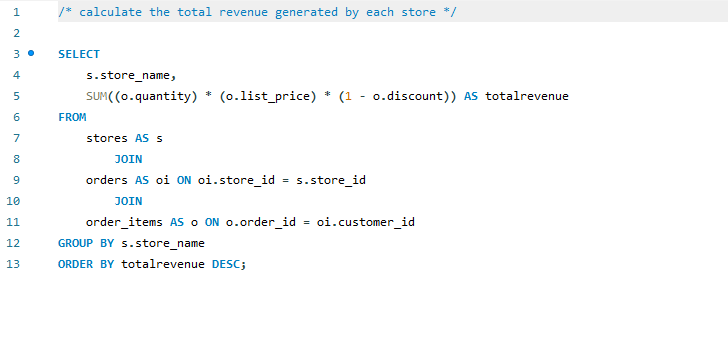 1 /* calculate the total revenue generated by each store */
2
3 SELECT
4 s.store_name,
5 SUM((o.quantity) * (o.list_price) * (1 - o.discount)) AS totalrevenue
6 FROM
7 stores AS s
8 JOIN
9 orders AS oi ON oi.store_id = s.store_id
10 JOIN
11 order_items AS o ON o.order_id = oi.customer_id
12 GROUP BY s.store_name
13 ORDER BY totalrevenue DESC;